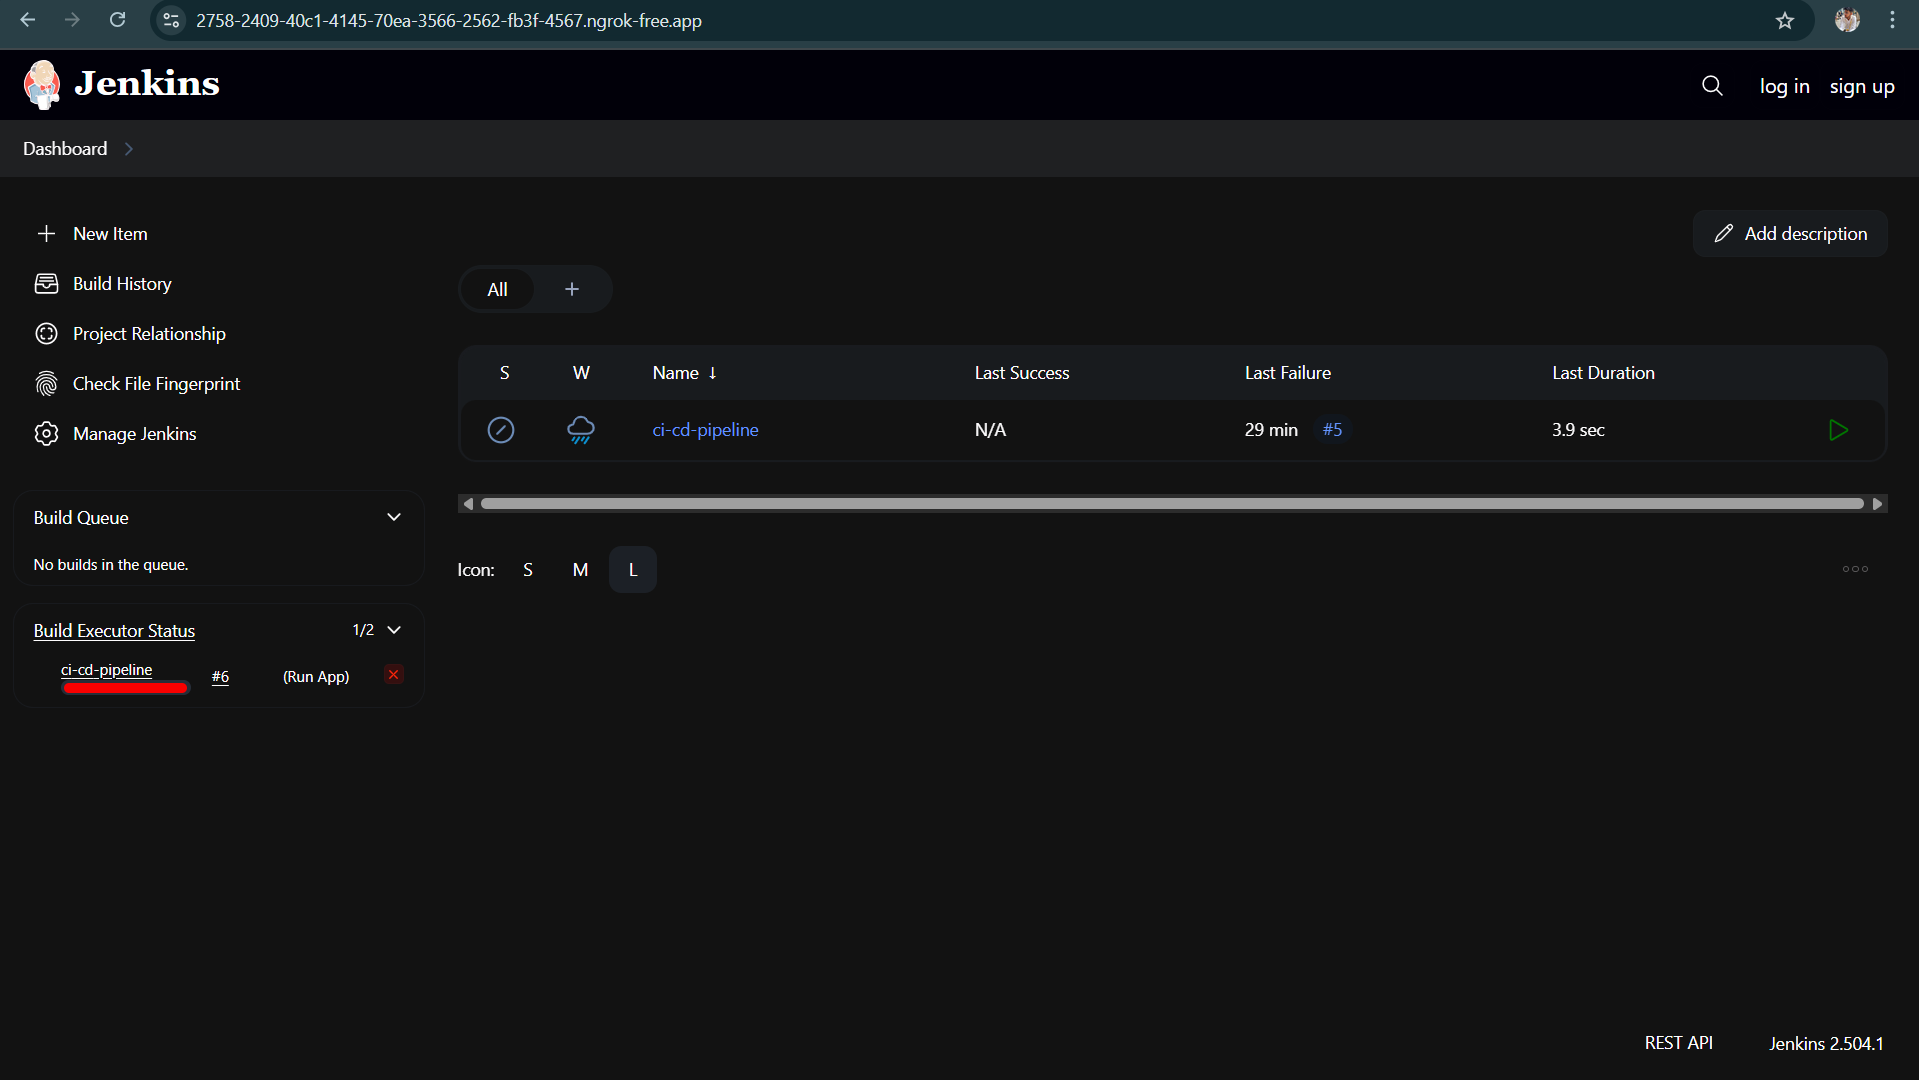 2758-2409-40c1-4145-70ea-3566-2562-fb3f-4567.ngrok-free.app
Jenkins
log in sign up
Dashboard
New Item
Build History
Project Relationship
Check File Fingerprint
Manage Jenkins
Build Queue
No builds in the queue.
Build Executor Status 1/2
ci-cd-pipeline #6 (Run App)
Add description
All +
S W Name ↓ Last Success Last Failure Last Duration
ci-cd-pipeline N/A 29 min #5 3.9 sec
Icon: S M L
REST API Jenkins 2.504.1